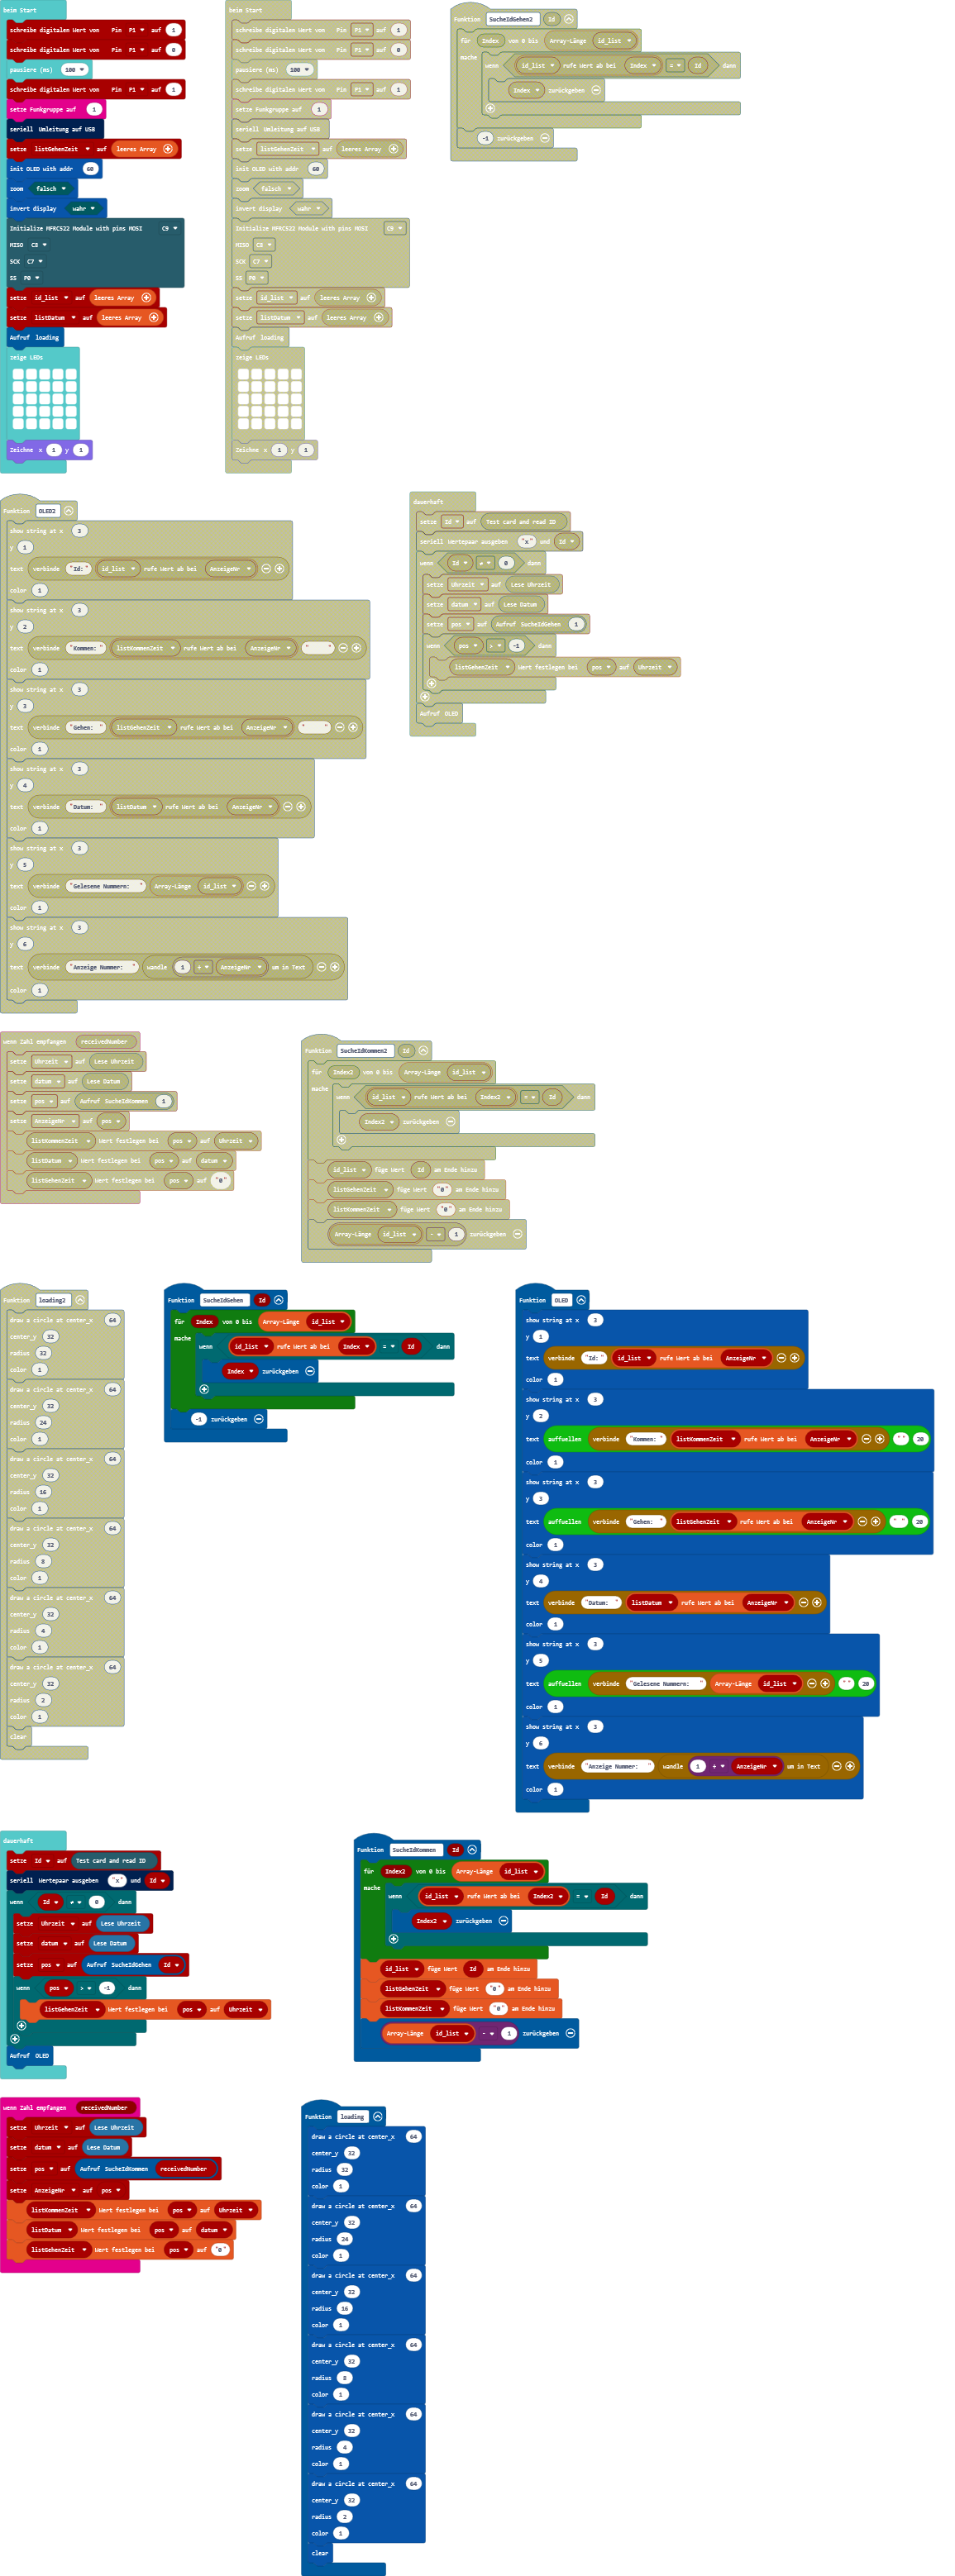 beim Start
schreibe digitalen Wert von Pin P1 auf 1
schreibe digitalen Wert von Pin P1 auf 0
pausiere (ms) 100
schreibe digitalen Wert von Pin P1 auf 1
setze Funkgruppe auf 1
seriell Umleitung auf USB
setze listGehenZeit auf leeres Array
init OLED with addr 60
zoom falsch
invert display wahr
Initialize MFRC522 Module with pins MOSI C9
MISO C8
SCK C7
SS P0
setze id_list auf leeres Array
setze listDatum auf leeres Array
Aufruf loading
zeige LEDs
Zeichne x 1 y 1
beim Start
schreibe digitalen Wert von Pin P1 auf 1
schreibe digitalen Wert von Pin P1 auf 0
pausiere (ms) 100
schreibe digitalen Wert von Pin P1 auf 1
setze Funkgruppe auf 1
seriell Umleitung auf USB
setze listGehenZeit auf leeres Array
init OLED with addr 60
zoom falsch
invert display wahr
Initialize MFRC522 Module with pins MOSI C9
MISO C8
SCK C7
SS P0
setze id_list auf leeres Array
setze listDatum auf leeres Array
Aufruf loading
zeige LEDs
Zeichne x 1 y 1
Funktion SucheIdGehen2 Id
für Index von 0 bis Array-Länge id_list
mache
wenn id_list rufe Wert ab bei Index = Id dann
Index zurückgeben
-1 zurückgeben
Funktion OLED2
show string at x 3
y 1
text verbinde "Id:" id_list rufe Wert ab bei AnzeigeNr
color 1
show string at x 3
y 2
text verbinde "Kommen: " listKommenZeit rufe Wert ab bei AnzeigeNr " "
color 1
show string at x 3
y 3
text verbinde "Gehen: " listGehenZeit rufe Wert ab bei AnzeigeNr " "
color 1
show string at x 3
y 4
text verbinde "Datum: " listDatum rufe Wert ab bei AnzeigeNr
color 1
show string at x 3
y 5
text verbinde "Gelesene Nummern: " Array-Länge id_list
color 1
show string at x 3
y 6
text verbinde "Anzeige Nummer: " wandle 1 + AnzeigeNr um in Text
color 1
dauerhaft
setze Id auf Test card and read ID
seriell Wertepaar ausgeben "x" und Id
wenn Id ≠ 0 dann
setze Uhrzeit auf Lese Uhrzeit
setze datum auf Lese Datum
setze pos auf Aufruf SucheIdGehen 1
wenn pos > -1 dann
listGehenZeit Wert festlegen bei pos auf Uhrzeit
Aufruf OLED
wenn Zahl empfangen receivedNumber
setze Uhrzeit auf Lese Uhrzeit
setze datum auf Lese Datum
setze pos auf Aufruf SucheIdKommen 1
setze AnzeigeNr auf pos
listKommenZeit Wert festlegen bei pos auf Uhrzeit
listDatum Wert festlegen bei pos auf datum
listGehenZeit Wert festlegen bei pos auf "0"
Funktion SucheIdKommen2 Id
für Index2 von 0 bis Array-Länge id_list
mache
wenn id_list rufe Wert ab bei Index2 = Id dann
Index2 zurückgeben
id_list füge Wert Id am Ende hinzu
listGehenZeit füge Wert "0" am Ende hinzu
listKommenZeit füge Wert "0" am Ende hinzu
Array-Länge id_list - 1 zurückgeben
Funktion loading2
draw a circle at center_x 64
center_y 32
radius 32
color 1
draw a circle at center_x 64
center_y 32
radius 24
color 1
draw a circle at center_x 64
center_y 32
radius 16
color 1
draw a circle at center_x 64
center_y 32
radius 8
color 1
draw a circle at center_x 64
center_y 32
radius 4
color 1
draw a circle at center_x 64
center_y 32
radius 2
color 1
clear
Funktion SucheIdGehen Id
für Index von 0 bis Array-Länge id_list
mache
wenn id_list rufe Wert ab bei Index = Id dann
Index zurückgeben
-1 zurückgeben
Funktion OLED
show string at x 3
y 1
text verbinde "Id: " id_list rufe Wert ab bei AnzeigeNr
color 1
show string at x 3
y 2
text auffuellen verbinde "Kommen: " listKommenZeit rufe Wert ab bei AnzeigeNr " " 20
color 1
show string at x 3
y 3
text auffuellen verbinde "Gehen: " listGehenZeit rufe Wert ab bei AnzeigeNr " " 20
color 1
show string at x 3
y 4
text verbinde "Datum: " listDatum rufe Wert ab bei AnzeigeNr
color 1
show string at x 3
y 5
text auffuellen verbinde "Gelesene Nummern: " Array-Länge id_list " " 20
color 1
show string at x 3
y 6
text verbinde "Anzeige Nummer: " wandle 1 + AnzeigeNr um in Text
color 1
dauerhaft
setze Id auf Test card and read ID
seriell Wertepaar ausgeben "x" und Id
wenn Id ≠ 0 dann
setze Uhrzeit auf Lese Uhrzeit
setze datum auf Lese Datum
setze pos auf Aufruf SucheIdGehen Id
wenn pos > -1 dann
listGehenZeit Wert festlegen bei pos auf Uhrzeit
Aufruf OLED
Funktion SucheIdKommen Id
für Index2 von 0 bis Array-Länge id_list
mache
wenn id_list rufe Wert ab bei Index2 = Id dann
Index2 zurückgeben
id_list füge Wert Id am Ende hinzu
listGehenZeit füge Wert "0" am Ende hinzu
listKommenZeit füge Wert "0" am Ende hinzu
Array-Länge id_list - 1 zurückgeben
wenn Zahl empfangen receivedNumber
setze Uhrzeit auf Lese Uhrzeit
setze datum auf Lese Datum
setze pos auf Aufruf SucheIdKommen receivedNumber
setze AnzeigeNr auf pos
listKommenZeit Wert festlegen bei pos auf Uhrzeit
listDatum Wert festlegen bei pos auf datum
listGehenZeit Wert festlegen bei pos auf "0"
Funktion loading
draw a circle at center_x 64
center_y 32
radius 32
color 1
draw a circle at center_x 64
center_y 32
radius 24
color 1
draw a circle at center_x 64
center_y 32
radius 16
color 1
draw a circle at center_x 64
center_y 32
radius 8
color 1
draw a circle at center_x 64
center_y 32
radius 4
color 1
draw a circle at center_x 64
center_y 32
radius 2
color 1
clear